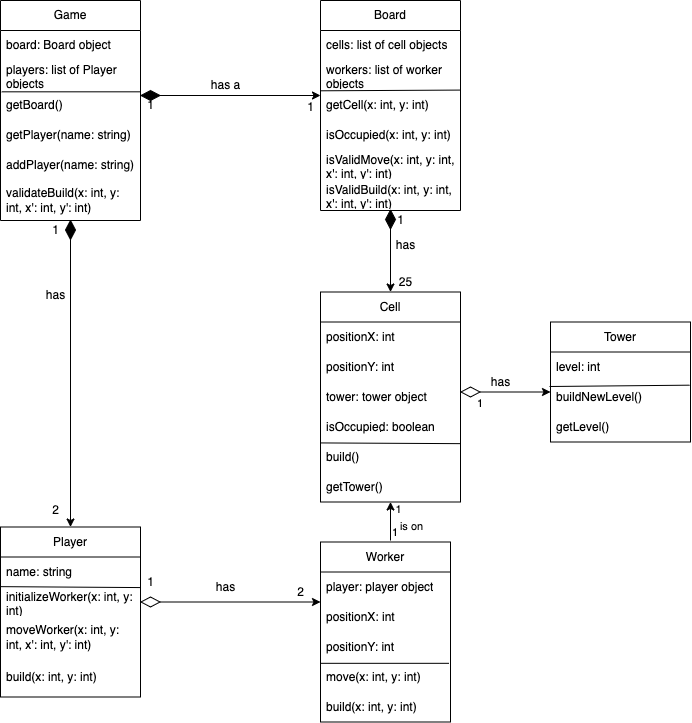 Game
board: Board object
players: list of Player
objects
getBoard()
getPlayer(name: string)
addPlayer(name: string)
validateBuild(x: int, y:
int, x': int, y': int)
1
has a
1
Board
cells: list of cell objects
workers: list of worker
objects
getCell(x: int, y: int)
isOccupied(x: int, y: int)
isValidMove(x: int, y: int,
x': int, y': int)
isValidBuild(x: int, y: int,
x': int, y': int)
1
has
2
1
has
25
Cell
positionX: int
positionY: int
tower: tower object
isOccupied: boolean
build()
getTower()
has
1
Tower
level: int
buildNewLevel()
getLevel()
Player
name: string
initializeWorker(x: int, y:
int)
moveWorker(x: int, y:
int, x': int, y': int)
build(x: int, y: int)
1
has
2
1
is on
1
Worker
player: player object
positionX: int
positionY: int
move(x: int, y: int)
build(x: int, y: int)